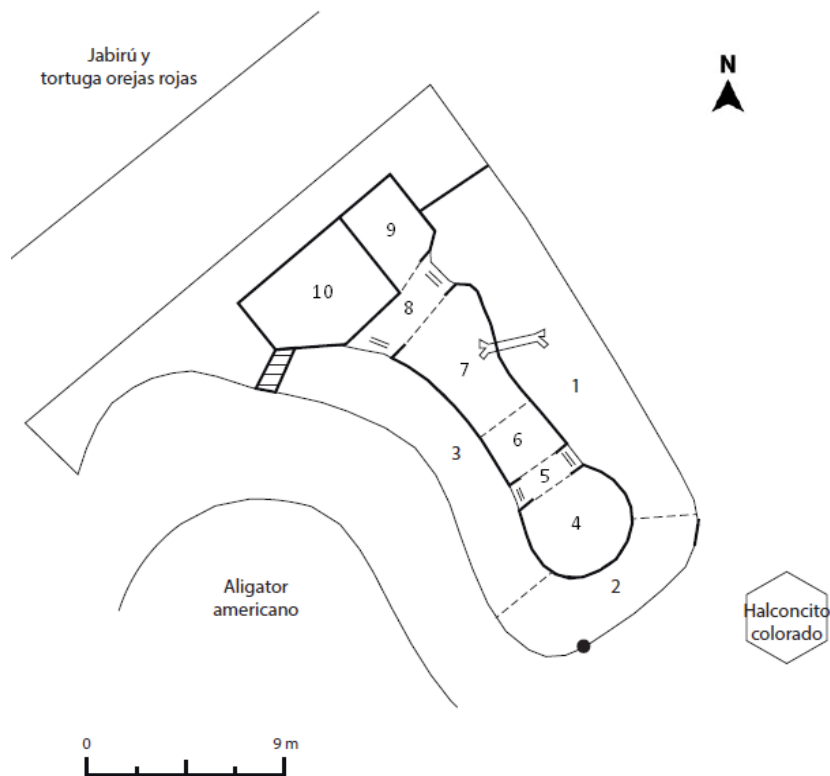 Jabirú y
tortuga orejas rojas
N
9
10
8
7
1
6
3
5
4
2
Aligator
americano
Halconcito
colorado
0 9 m